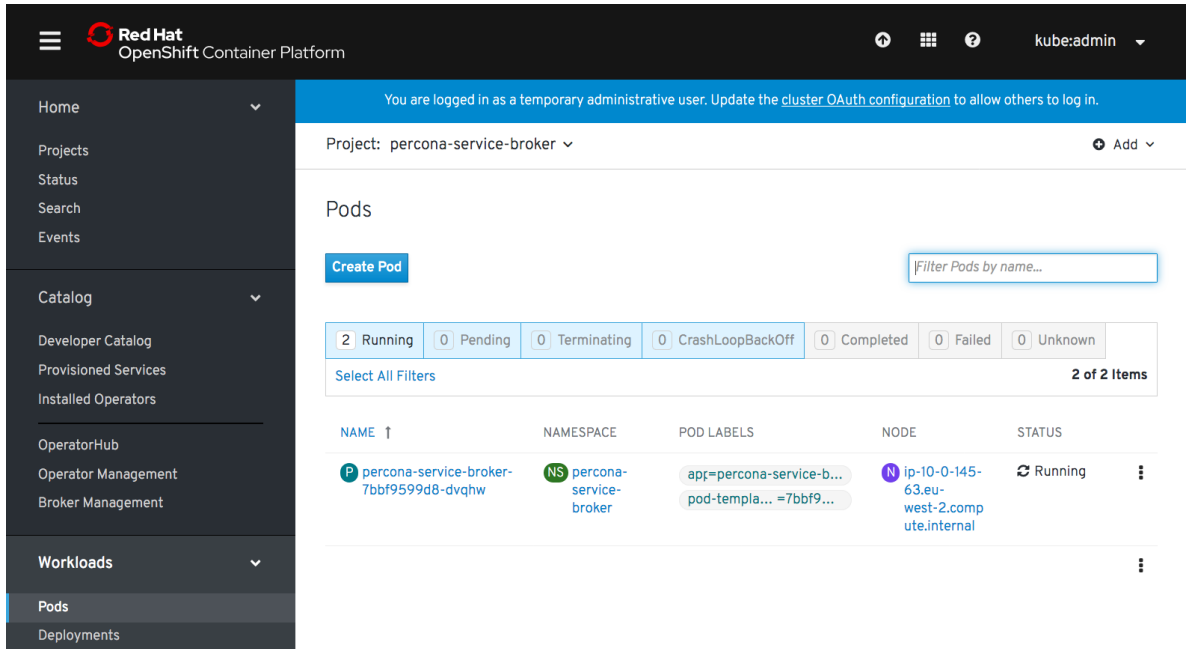 Red Hat
OpenShift Container Platform
kube:admin
Home
Projects
Status
Search
Events
Catalog
Developer Catalog
Provisioned Services
Installed Operators
OperatorHub
Operator Management
Broker Management
Workloads
Pods
Deployments
You are logged in as a temporary administrative user. Update the cluster OAuth configuration to allow others to log in.
Project: percona-service-broker
Add
Pods
Create Pod
Filter Pods by name...
2 Running 0 Pending 0 Terminating 0 CrashLoopBackOff 0 Completed 0 Failed 0 Unknown
Select All Filters 2 of 2 Items
NAME ↑ NAMESPACE POD LABELS NODE STATUS
P percona-service-broker-
7bbf9599d8-dvqhw
NS percona-
service-
broker
app=percona-service-b...
pod-templa... =7bbf9...
N ip-10-0-145-
63.eu-
west-2.comp
ute.internal
Running